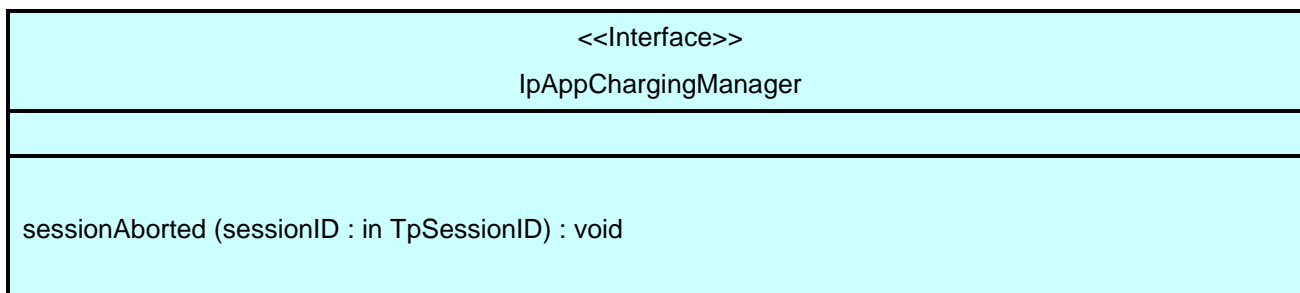 <<Interface>>
IpAppChargingManager
sessionAborted (sessionID : in TpSessionID) : void